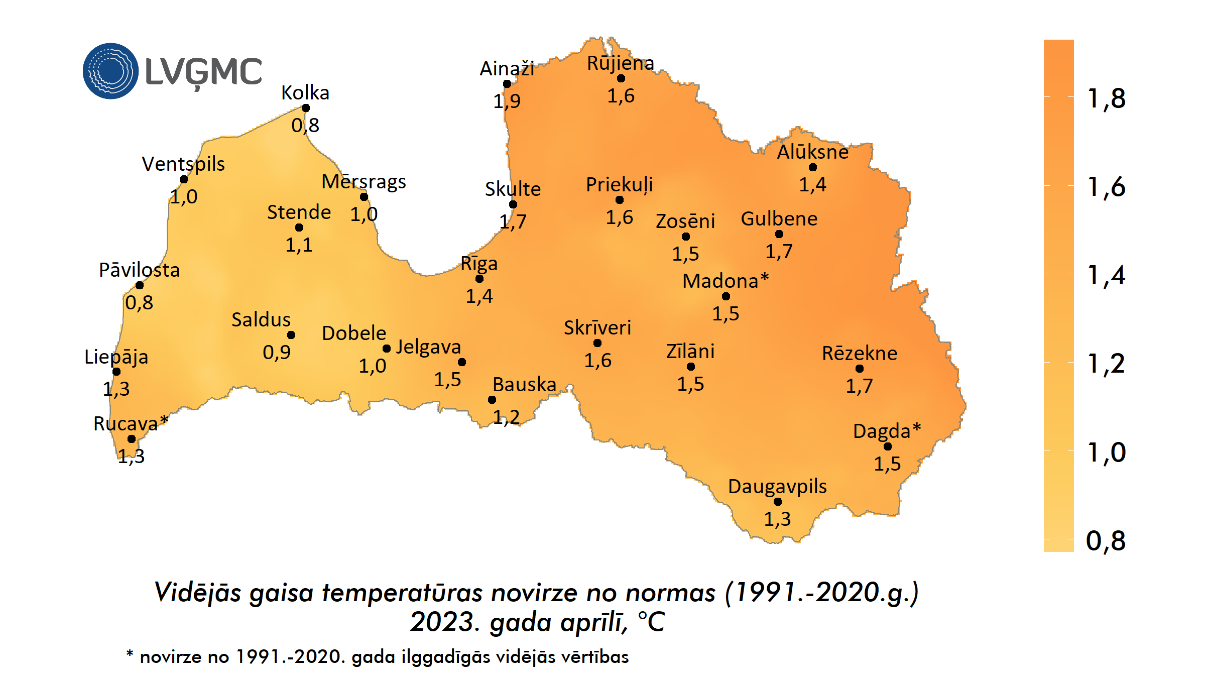 LVĢMC
Ainaži
1,9
Rūjiena
1,6
Kolka
0,8
1,8
Ventspils
1,0
Mērsrags
1,0
Alūksne
1,4
Skulte
1,7
Priekuļi
1,6
1,6
Stende
1,1
Zosēni
1,5
Gulbene
1,7
Pāvilosta
0,8
Rīga
1,4
Madona*
1,5
1,4
Saldus
0,9
Dobele
1,0
Jelgava
1,5
Skrīveri
1,6
Zīlāni
1,5
Rēzekne
1,7
Liepāja
1,3
1,2
Bauska
1,2
Rucava*
1,3
Dagda*
1,5
1,0
Daugavpils
1,3
0,8
Vidējās gaisa temperatūras novirze no normas (1991.-2020.g.)
2023. gada aprīlī, °C
* novirze no 1991.-2020. gada ilggadīgās vidējās vērtības